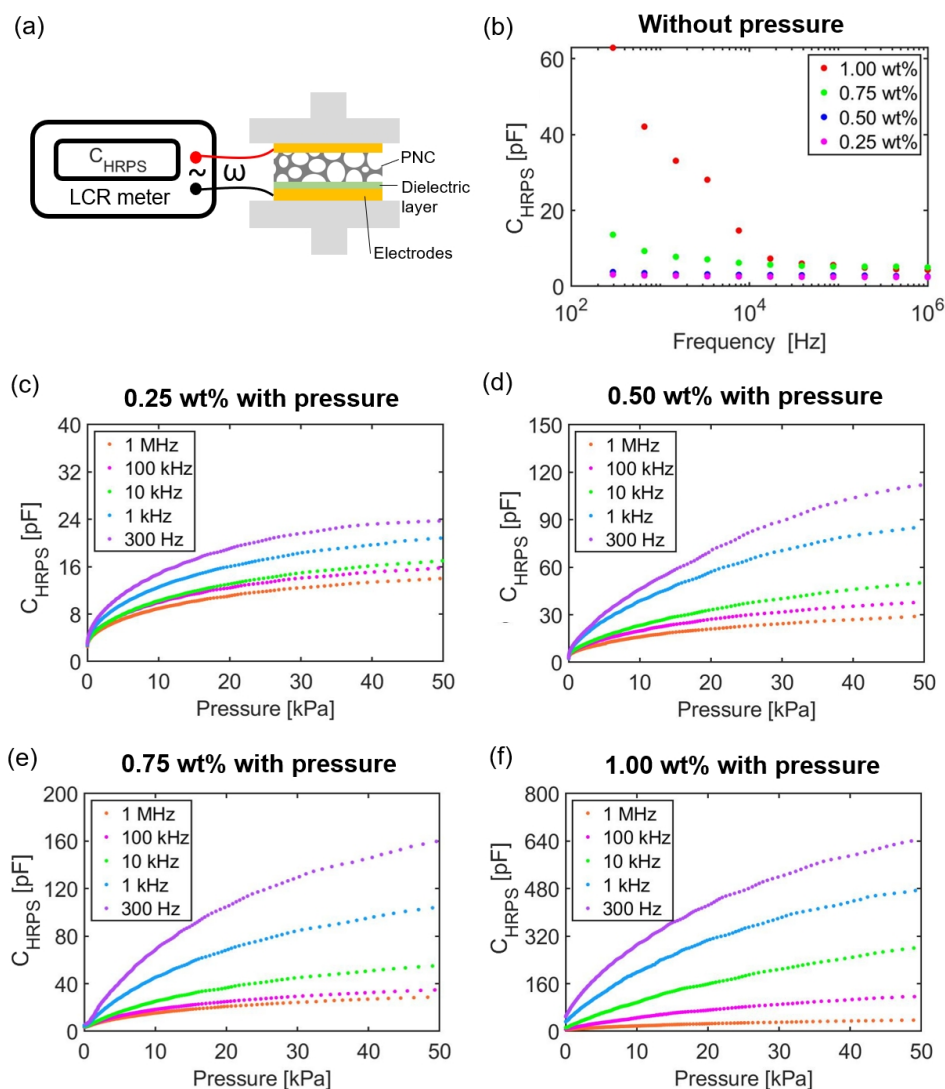 (a)
C_HRPS
LCR meter
~
ω
PNC
Dielectric
layer
Electrodes
(b)
Without pressure
C_HRPS [pF]
60
40
20
0
10^2
10^4
10^6
Frequency [Hz]
1.00 wt%
0.75 wt%
0.50 wt%
0.25 wt%
(c)
0.25 wt% with pressure
C_HRPS [pF]
40
32
24
16
8
0
0 10 20 30 40 50
Pressure [kPa]
1 MHz
100 kHz
10 kHz
1 kHz
300 Hz
(d)
0.50 wt% with pressure
C_HRPS [pF]
150
120
90
60
30
0
0 10 20 30 40 50
Pressure [kPa]
1 MHz
100 kHz
10 kHz
1 kHz
300 Hz
(e)
0.75 wt% with pressure
C_HRPS [pF]
200
160
120
80
40
0
0 10 20 30 40 50
Pressure [kPa]
1 MHz
100 kHz
10 kHz
1 kHz
300 Hz
(f)
1.00 wt% with pressure
C_HRPS [pF]
800
640
480
320
160
0
0 10 20 30 40 50
Pressure [kPa]
1 MHz
100 kHz
10 kHz
1 kHz
300 Hz